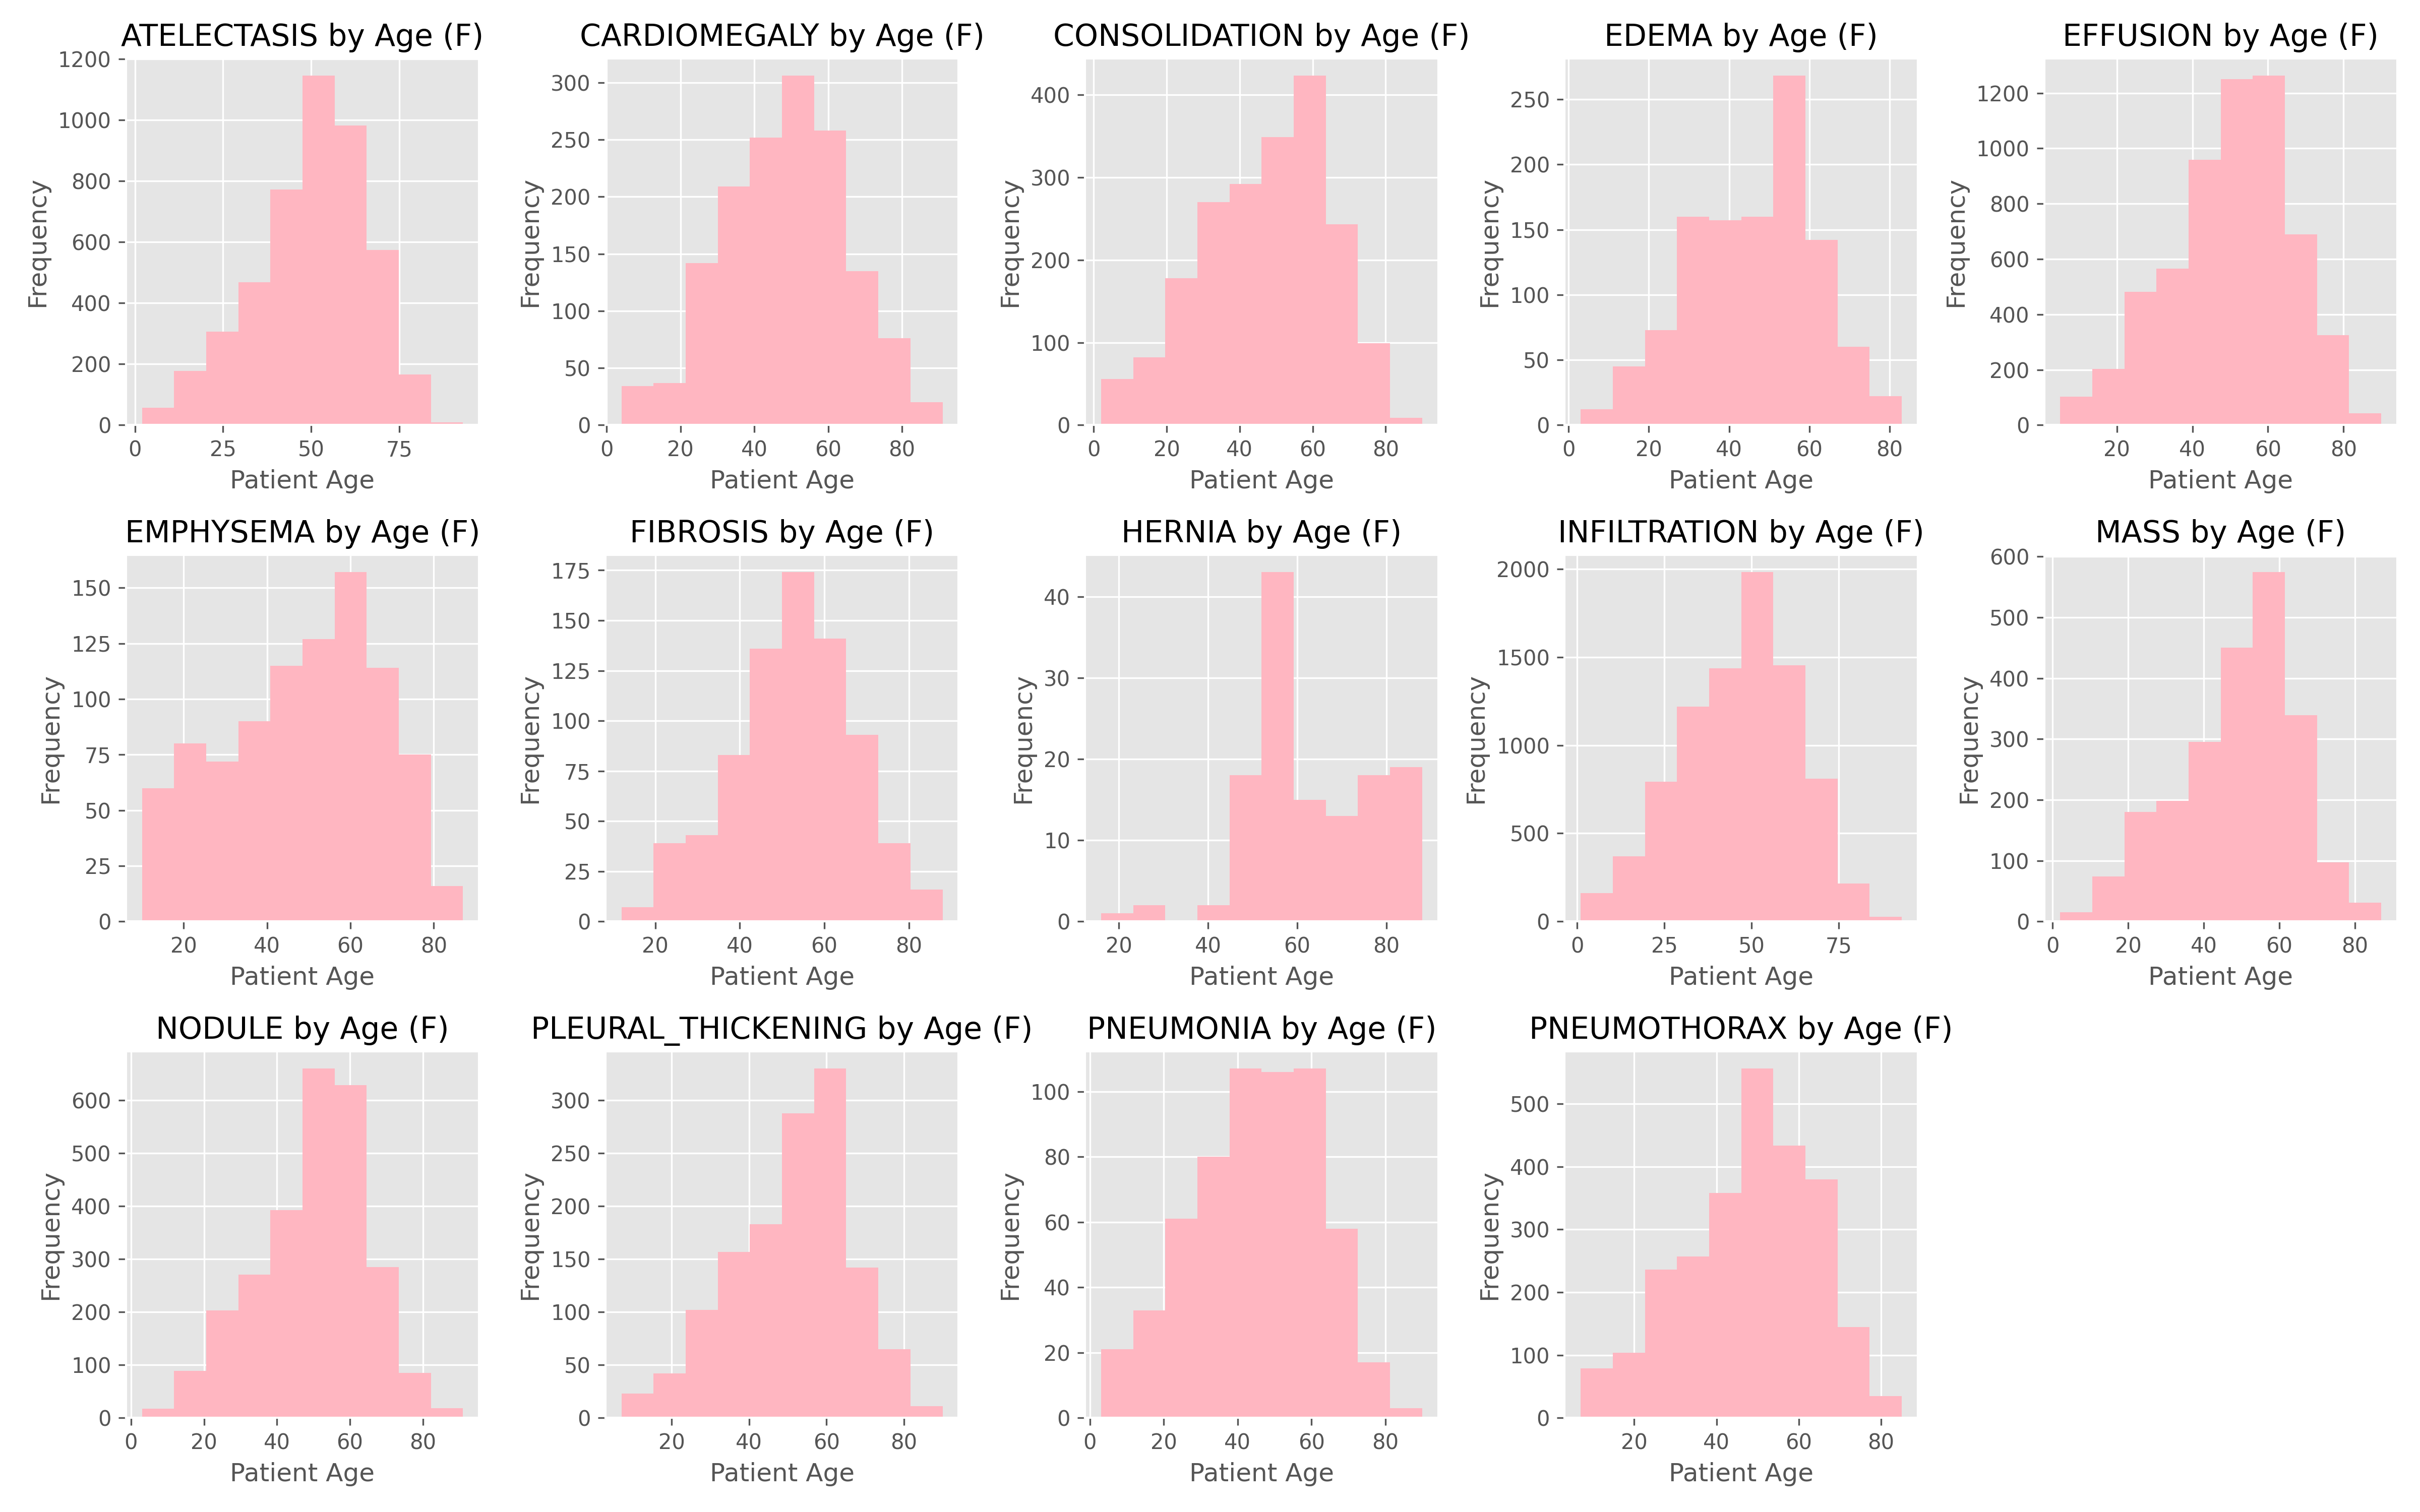 ATELECTASIS by Age (F)
1200
1000
800
600
400
200
0
Frequency
0 25 50 75
Patient Age
CARDIOMEGALY by Age (F)
300
250
200
150
100
50
0
Frequency
0 20 40 60 80
Patient Age
CONSOLIDATION by Age (F)
400
300
200
100
0
Frequency
0 20 40 60 80
Patient Age
EDEMA by Age (F)
250
200
150
100
50
0
Frequency
0 20 40 60 80
Patient Age
EFFUSION by Age (F)
1200
1000
800
600
400
200
0
Frequency
20 40 60 80
Patient Age
EMPHYSEMA by Age (F)
150
125
100
75
50
25
0
Frequency
20 40 60 80
Patient Age
FIBROSIS by Age (F)
175
150
125
100
75
50
25
0
Frequency
20 40 60 80
Patient Age
HERNIA by Age (F)
40
30
20
10
0
Frequency
20 40 60 80
Patient Age
INFILTRATION by Age (F)
2000
1500
1000
500
0
Frequency
0 25 50 75
Patient Age
MASS by Age (F)
600
500
400
300
200
100
0
Frequency
0 20 40 60 80
Patient Age
NODULE by Age (F)
600
500
400
300
200
100
0
Frequency
0 20 40 60 80
Patient Age
PLEURAL_THICKENING by Age (F)
300
250
200
150
100
50
0
Frequency
20 40 60 80
Patient Age
PNEUMONIA by Age (F)
100
80
60
40
20
0
Frequency
0 20 40 60 80
Patient Age
PNEUMOTHORAX by Age (F)
500
400
300
200
100
0
Frequency
20 40 60 80
Patient Age